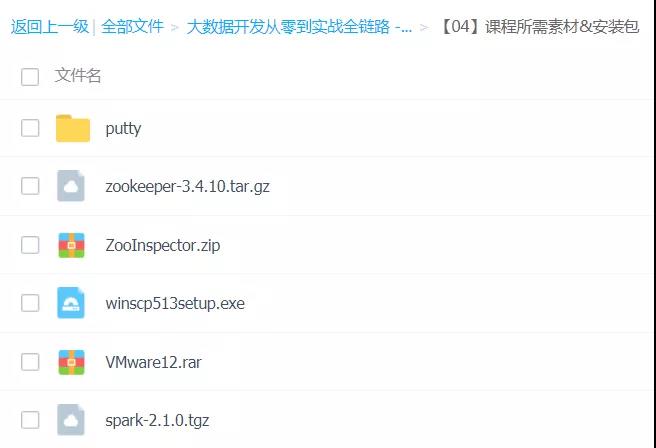 返回上一级 | 全部文件 > 大数据开发从零到实战全链路 -... > 【04】课程所需素材&安装包
文件名
putty
zookeeper-3.4.10.tar.gz
ZooInspector.zip
winscp513setup.exe
VMware12.rar
spark-2.1.0.tgz